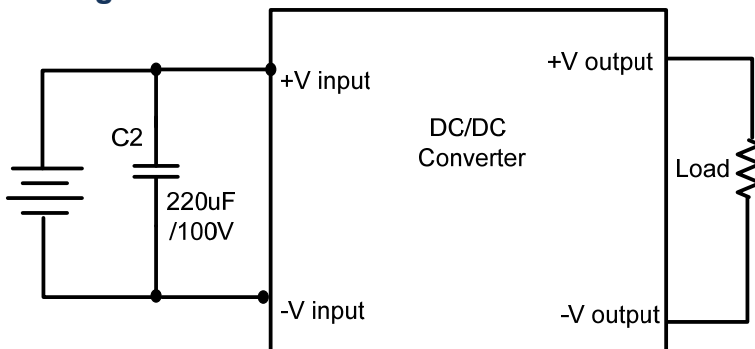 +V output
+V input
DC/DC
Converter
C2
Load
220uF
/100V
-V input
-V output